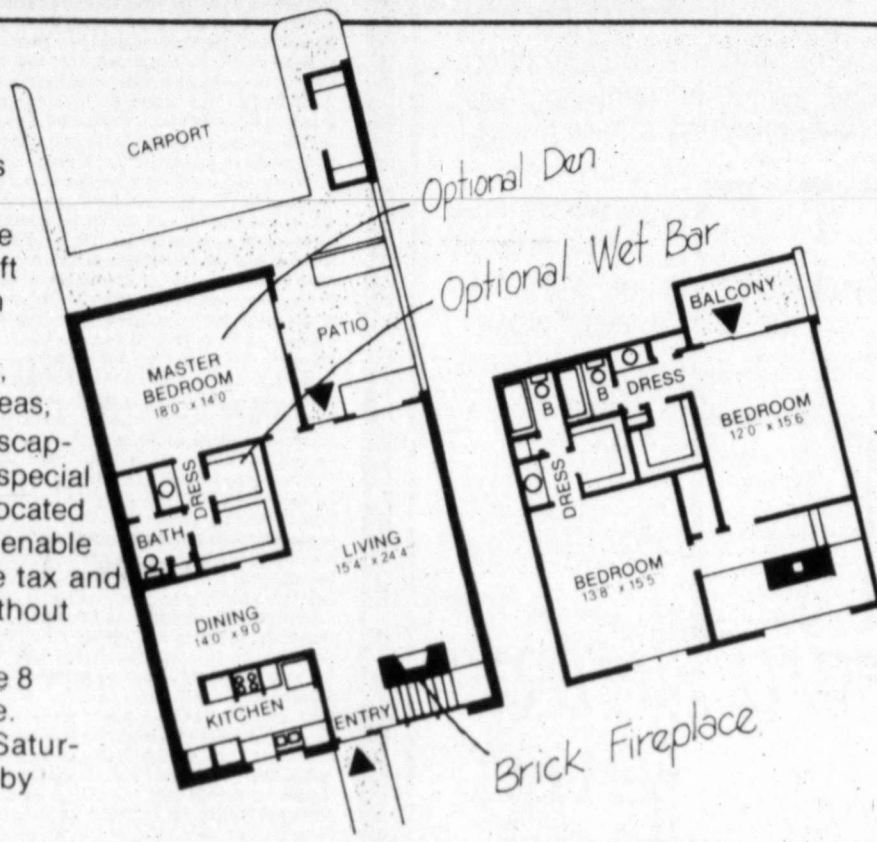 s
e
ft
n
,
eas,
scap-
special
ocated
enable
e tax and
ithout
e 8
e.
Satur-
by
CARPORT
Optional Den
Optional Wet Bar
PATIO
MASTER
BEDROOM
18'0" x 14'0
DRESS
BATH
LIVING
15'4" x 24'4"
DINING
14'0" x 9'0"
KITCHEN
ENTRY
Brick Fireplace
BALCONY
B
B
DRESS
BEDROOM
12'0" x 15'6"
DRESS
BEDROOM
13'8" x 15'5"